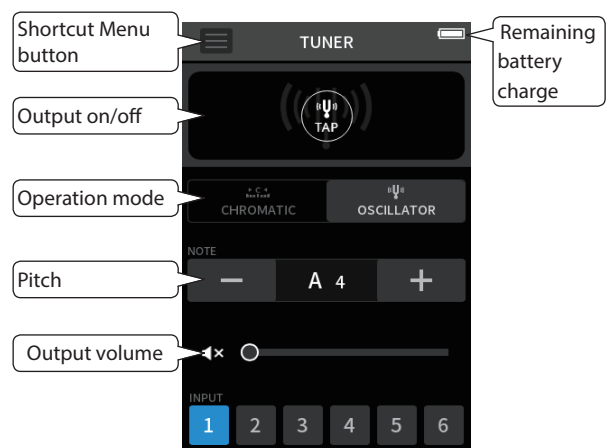 Shortcut Menu
button
TUNER
Remaining
battery
charge
Output on/off
TAP
Operation mode
C
CHROMATIC
OSCILLATOR
NOTE
Pitch
− A 4 +
Output volume
INPUT
1 2 3 4 5 6